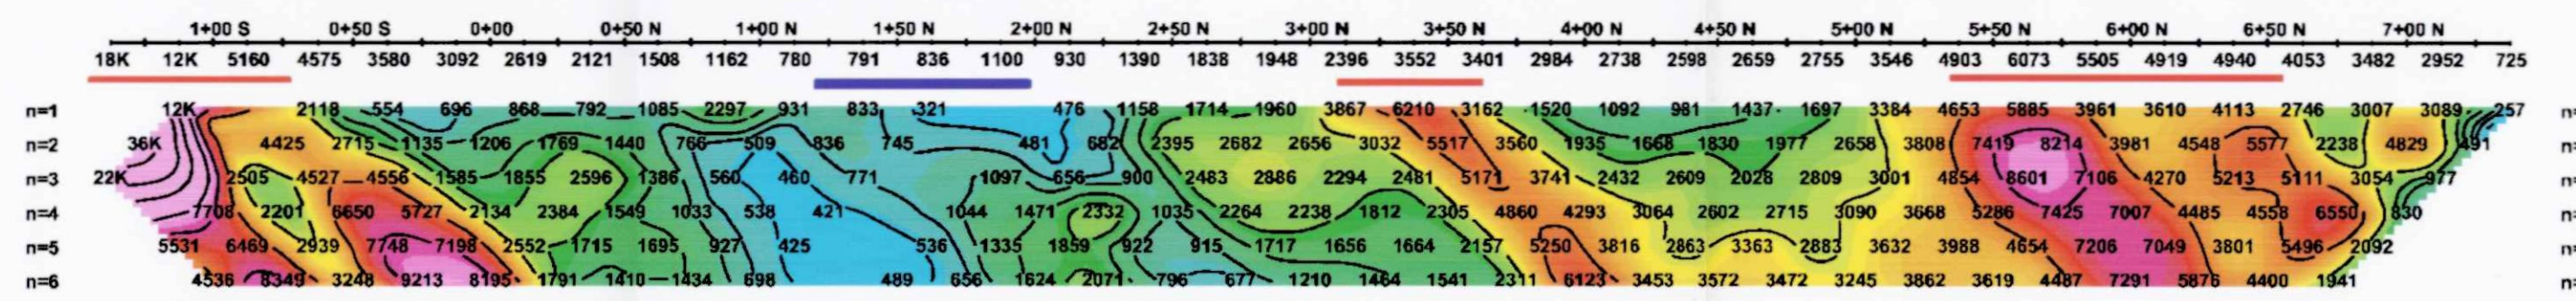 1+00 S 0+50 S 0+00 0+50 N 1+00 N 1+50 N 2+00 N 2+50 N 3+00 N 3+50 N 4+00 N 4+50 N 5+00 N 5+50 N 6+00 N 6+50 N 7+00 N
18K 12K 5160 4575 3580 3092 2619 2121 1508 1162 780 791 836 1100 930 1390 1838 1948 2396 3552 3401 2984 2738 2598 2659 2755 3546 4903 6073 5505 4919 4940 4053 3482 2952 725
n=1 12K 2118 554 696 868 792 1085 2297 931 833 321 476 1158 1714 1960 3867 6210 3162 1520 1092 981 1437 1697 3384 4653 5885 3961 3610 4113 2746 3007 3089 257 n=
n=2 36K 4425 2715 1135 1206 1769 1440 766 509 836 745 481 682 2395 2682 2656 3032 5517 3560 1935 1668 1830 1977 2658 3808 7419 8214 3981 4548 5577 2238 4829 491 n=
n=3 22K 2505 4527 4556 1585 1855 2596 1386 560 460 771 1097 656 900 2483 2886 2294 2481 5171 3741 2432 2609 2028 2809 3001 4854 8601 7106 4270 5213 5111 3054 977 n=
n=4 7708 2201 6650 5727 2134 2384 1549 1033 538 421 1044 1471 2332 1035 2264 2238 1812 2305 4860 4293 3064 2602 2715 3090 3668 5286 7425 7007 4485 4558 6550 830 n=
n=5 5531 6469 2939 7748 7198 2552 1715 1695 927 425 536 1335 1859 922 915 1717 1656 1664 2157 5250 3816 2863 3363 2883 3632 3988 4654 7206 7049 3801 5496 2092 n=
n=6 4536 8349 3248 9213 8195 1791 1410 1434 698 489 656 1624 2071 796 677 1210 1464 1541 2311 6123 3453 3572 3472 3245 3862 3619 4487 7291 5876 4400 1941 n=